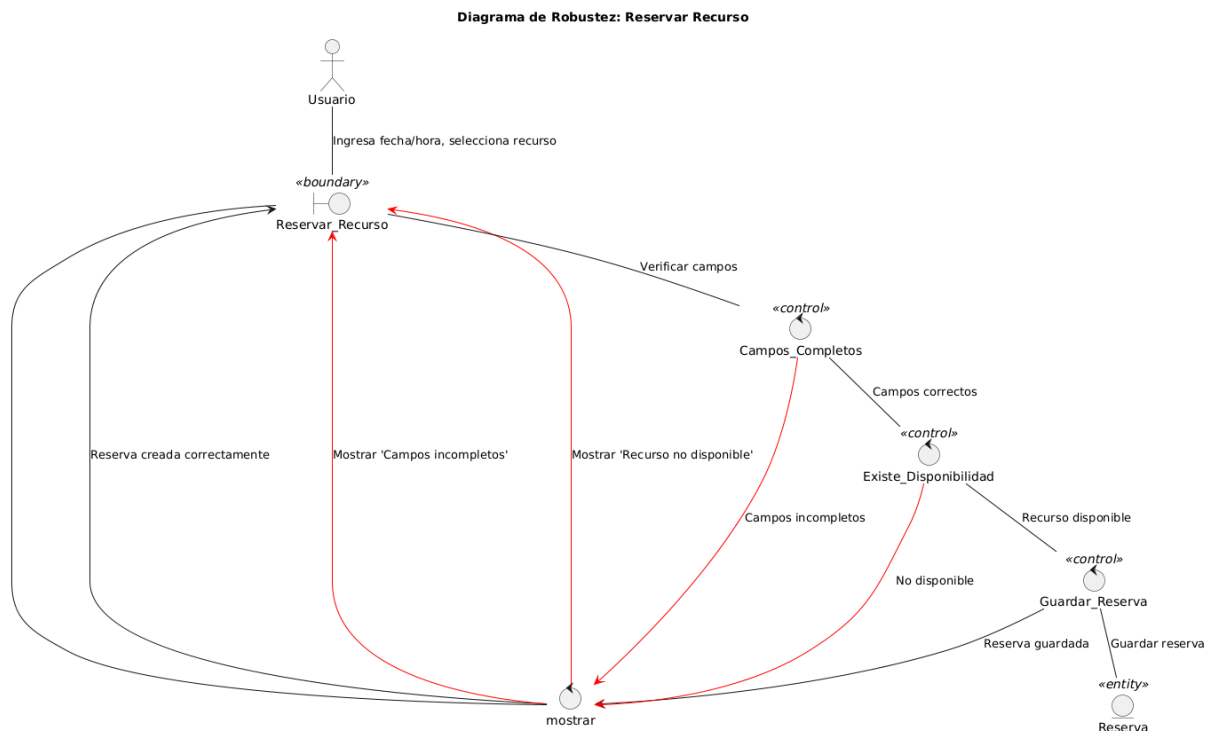 Diagrama de Robustez: Reservar Recurso
Usuario
Ingresa fecha/hora, selecciona recurso
«boundary»
Reservar_Recurso
Verificar campos
«control»
Campos_Completos
Campos correctos
«control»
Existe_Disponibilidad
Reserva creada correctamente
Mostrar 'Campos incompletos'
Mostrar 'Recurso no disponible'
Campos incompletos
Recurso disponible
«control»
No disponible
Guardar_Reserva
Reserva guardada
Guardar reserva
«entity»
mostrar
Reserva